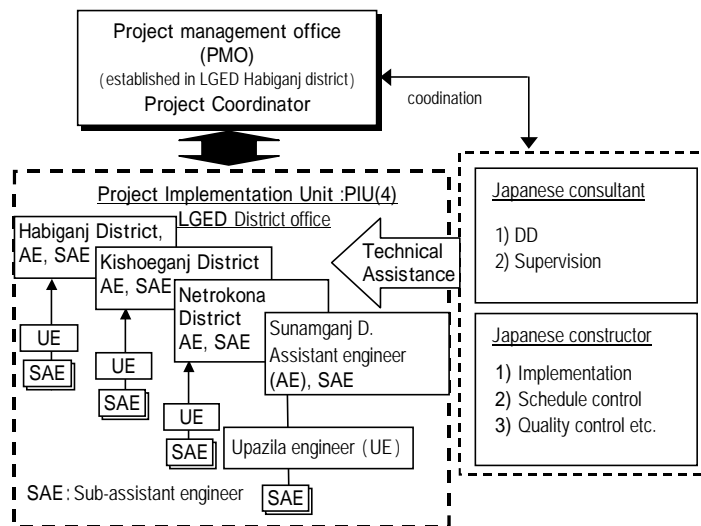 Project management office
(PMO)
(established in LGED Habiganj district)
Project Coordinator
coodination
Project Implementation Unit :PIU(4)
LGED District office
Habiganj District,
AE, SAE
Kishoeganj District
AE, SAE
Netrokona
District
AE, SAE
Sunamganj D.
Assistant engineer
(AE), SAE
UE
SAE
UE
SAE
UE
SAE
Upazila engineer (UE)
SAE
SAE: Sub-assistant engineer
Technical
Assistance
Japanese consultant
1) DD
2) Supervision
Japanese constructor
1) Implementation
2) Schedule control
3) Quality control etc.